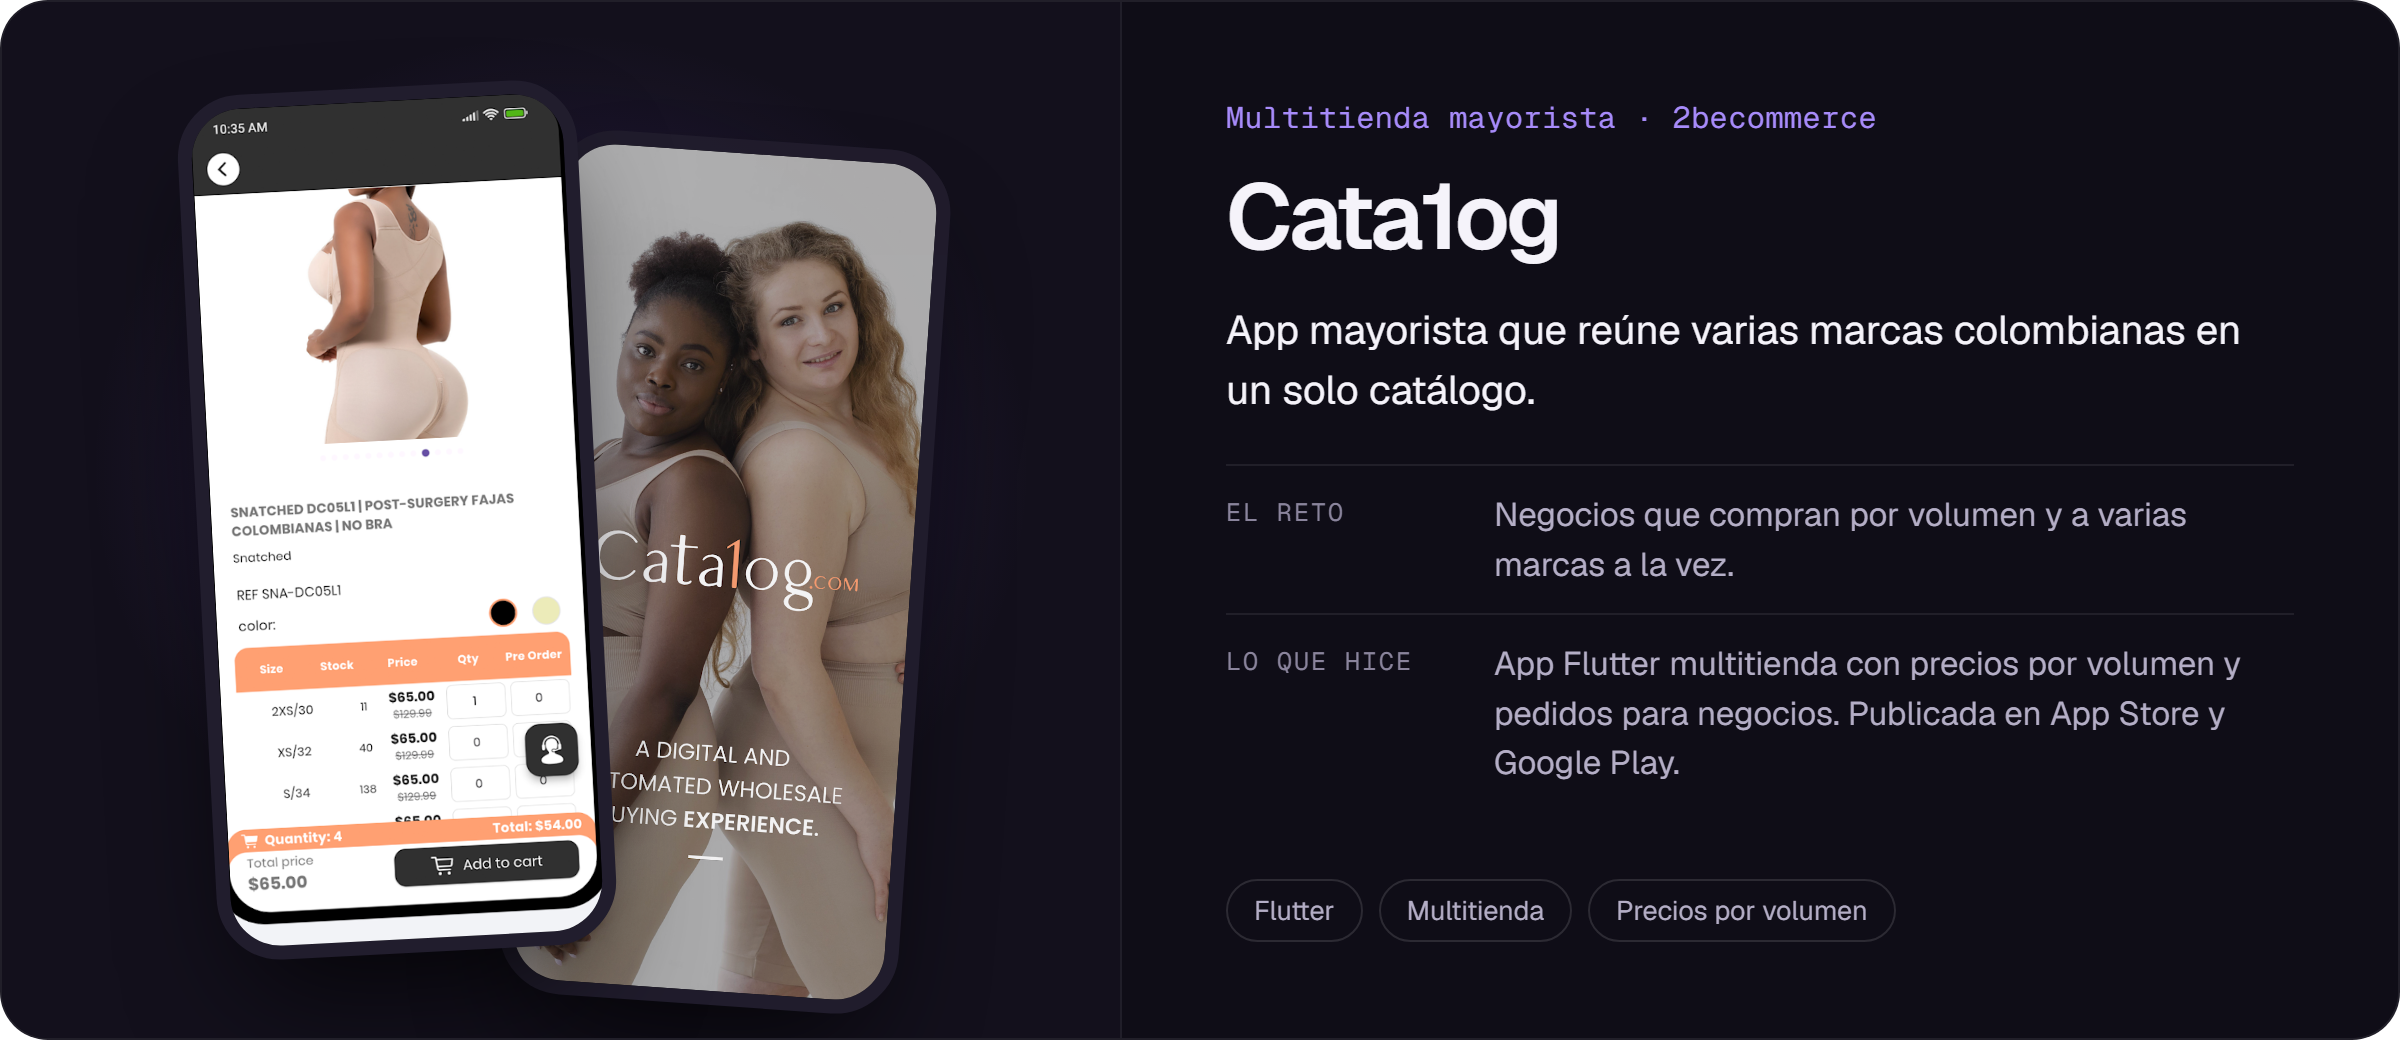 10:35 AM
SNATCHED DC05L1 | POST-SURGERY FAJAS
COLOMBIANAS | NO BRA
Snatched
REF SNA-DC05L1
color:
Size Stock Price Qty Pre Order
2XS/30 11 $65.00 1 0
$129.99
XS/32 40 $65.00 0
$129.99
S/34 138 $65.00 0 0
$129.99
$65.00
Quantity: 4 Total: $54.00
Total price
$65.00
Add to cart
Cata1og.COM
A DIGITAL AND
TOMATED WHOLESALE
UYING EXPERIENCE.
Multitienda mayorista · 2becommerce
Cata1og
App mayorista que reúne varias marcas colombianas en
un solo catálogo.
EL RETO
Negocios que compran por volumen y a varias
marcas a la vez.
LO QUE HICE
App Flutter multitienda con precios por volumen y
pedidos para negocios. Publicada en App Store y
Google Play.
Flutter
Multitienda
Precios por volumen